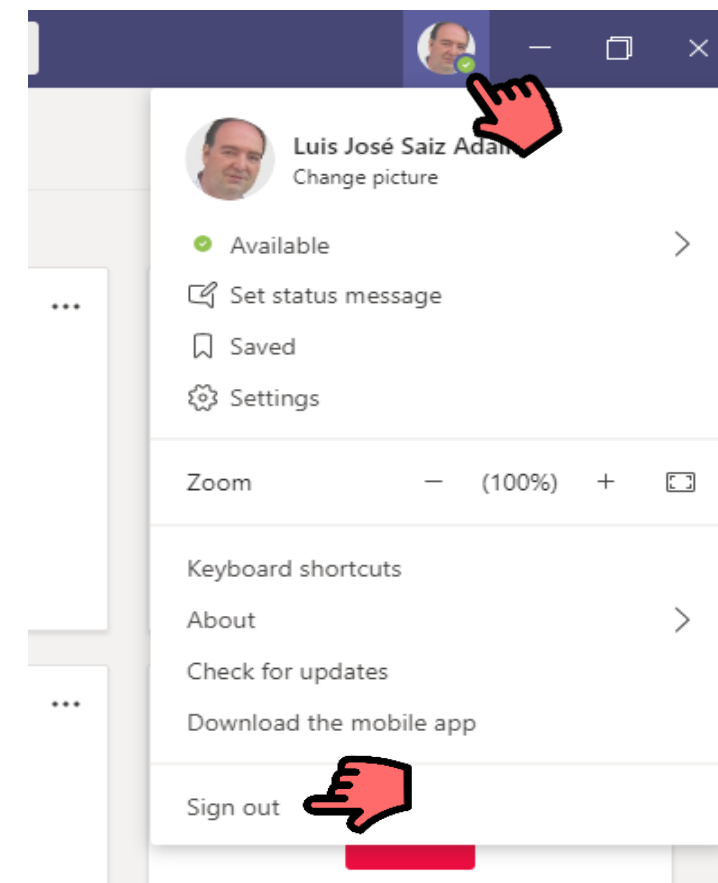 Luis José Saiz
Change picture
Available
Set status message
Saved
Settings
Zoom
(100%)
Keyboard shortcuts
About
Check for updates
Download the mobile app
Sign out